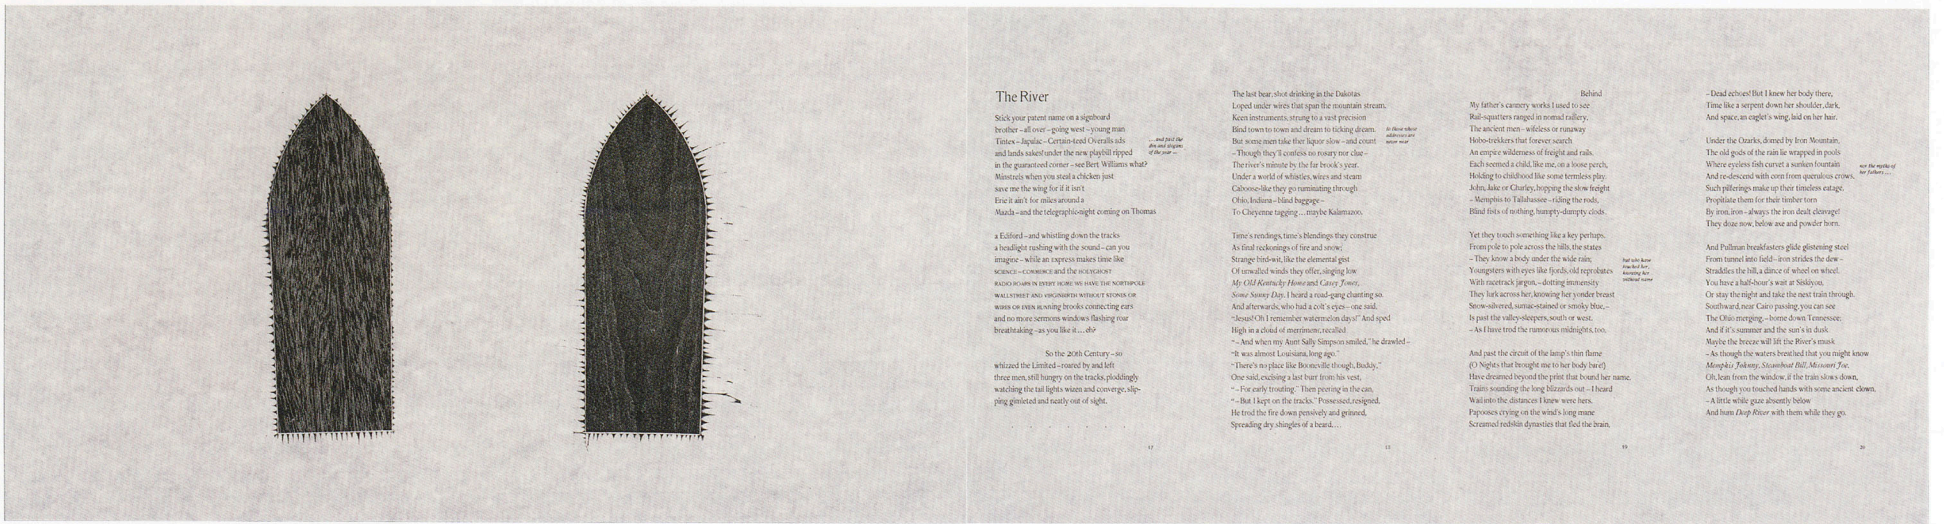 The River
Stick your patent name on a signboard
brother – all over – going west – young man
Tintex – Japalac – Certain-teed Overalls ads
and lands sakes! under the new playbill ripped
in the guaranteed corner – see Bert Williams what?
Minstrels when you steal a chicken just
save me the wing for if it isn't
Erie it ain't for miles around a
Mazda – and the telegraphic night coming on Thomas
a Ediford – and whistling down the tracks
a headlight rushing with the sound – can you
imagine – while an express makes time like
SCIENCE – COMMERCE and the HOLYGHOST
RADIO ROARS IN EVERY HOME WE HAVE THE NORTHPOLE
WALLSTREET AND VIRGINBIRTH WITHOUT STONES OR
WIRES OR EVEN RUNNING brooks connecting ears
and no more sermons windows flashing roar
breathtaking – as you like it . . . eh?
So the 20th Century – so
whizzed the Limited – roared by and left
three men, still hungry on the tracks, ploddingly
watching the tail lights wizen and converge, slip-
ping gimleted and neatly out of sight.
. . . and past the
din and slogans
of the year —
17
The last bear, shot drinking in the Dakotas
Loped under wires that span the mountain stream.
Keen instruments, strung to a vast precision
Bind town to town and dream to ticking dream.
But some men take their liquor slow – and count
– Though they'll confess no rosary nor clue –
The river's minute by the far brook's year.
Under a world of whistles, wires and steam
Caboose-like they go ruminating through
Ohio, Indiana – blind baggage –
To Cheyenne tagging . . . maybe Kalamazoo.
Time's rendings, time's blendings they construe
As final reckonings of fire and snow;
Strange bird-wit, like the elemental gist
Of unwalled winds they offer, singing low
My Old Kentucky Home and Casey Jones,
Some Sunny Day. I heard a road-gang chanting so.
And afterwards, who had a colt's eyes – one said,
"Jesus! Oh I remember watermelon days!" And sped
High in a cloud of merriment, recalled
"– And when my Aunt Sally Simpson smiled," he drawled –
"It was almost Louisiana, long ago."
"There's no place like Booneville though, Buddy,"
One said, excising a last burr from his vest,
"– For early trouting." Then peering in the can,
"– But I kept on the tracks." Possessed, resigned,
He trod the fire down pensively and grinned,
Spreading dry shingles of a beard. . . .
to those whose
addresses are
never near
18
Behind
My father's cannery works I used to see
Rail-squatters ranged in nomad raillery,
The ancient men – wifeless or runaway
Hobo-trekkers that forever search
An empire wilderness of freight and rails.
Each seemed a child, like me, on a loose perch,
Holding to childhood like some termless play.
John, Jake or Charley, hopping the slow freight
– Memphis to Tallahassee – riding the rods,
Blind fists of nothing, humpty-dumpty clods.
Yet they touch something like a key perhaps.
From pole to pole across the hills, the states
– They know a body under the wide rain;
Youngsters with eyes like fjords, old reprobates
With racetrack jargon, – dotting immensity
They lurk across her, knowing her yonder breast
Snow-silvered, sumac-stained or smoky blue, –
Is past the valley-sleepers, south or west.
– As I have trod the rumorous midnights, too,
And past the circuit of the lamp's thin flame
(O Nights that brought me to her body bare!)
Have dreamed beyond the print that bound her name.
Trains sounding the long blizzards out – I heard
Wail into the distances I knew were hers.
Papooses crying on the wind's long mane
Screamed redskin dynasties that fled the brain,
but who have
touched her,
knowing her
without name
19
– Dead echoes! But I knew her body there,
Time like a serpent down her shoulder, dark,
And space, an eaglet's wing, laid on her hair.
Under the Ozarks, domed by Iron Mountain,
The old gods of the rain lie wrapped in pools
Where eyeless fish curvet a sunken fountain
And re-descend with corn from querulous crows.
Such pilferings make up their timeless eatage,
Propitiate them for their timber torn
By iron, iron – always the iron dealt cleavage!
They doze now, below axe and powder horn.
And Pullman breakfasters glide glistening steel
From tunnel into field – iron strides the dew –
Straddles the hill, a dance of wheel on wheel.
You have a half-hour's wait at Siskiyou,
Or stay the night and take the next train through.
Southward, near Cairo passing, you can see
The Ohio merging, – borne down Tennessee;
And if it's summer and the sun's in dusk
Maybe the breeze will lift the River's musk
– As though the waters breathed that you might know
Memphis Johnny, Steamboat Bill, Missouri Joe.
Oh, lean from the window, if the train slows down,
As though you touched hands with some ancient clown,
– A little while gaze absently below
And hum Deep River with them while they go.
nor the myths of
her fathers . . .
20